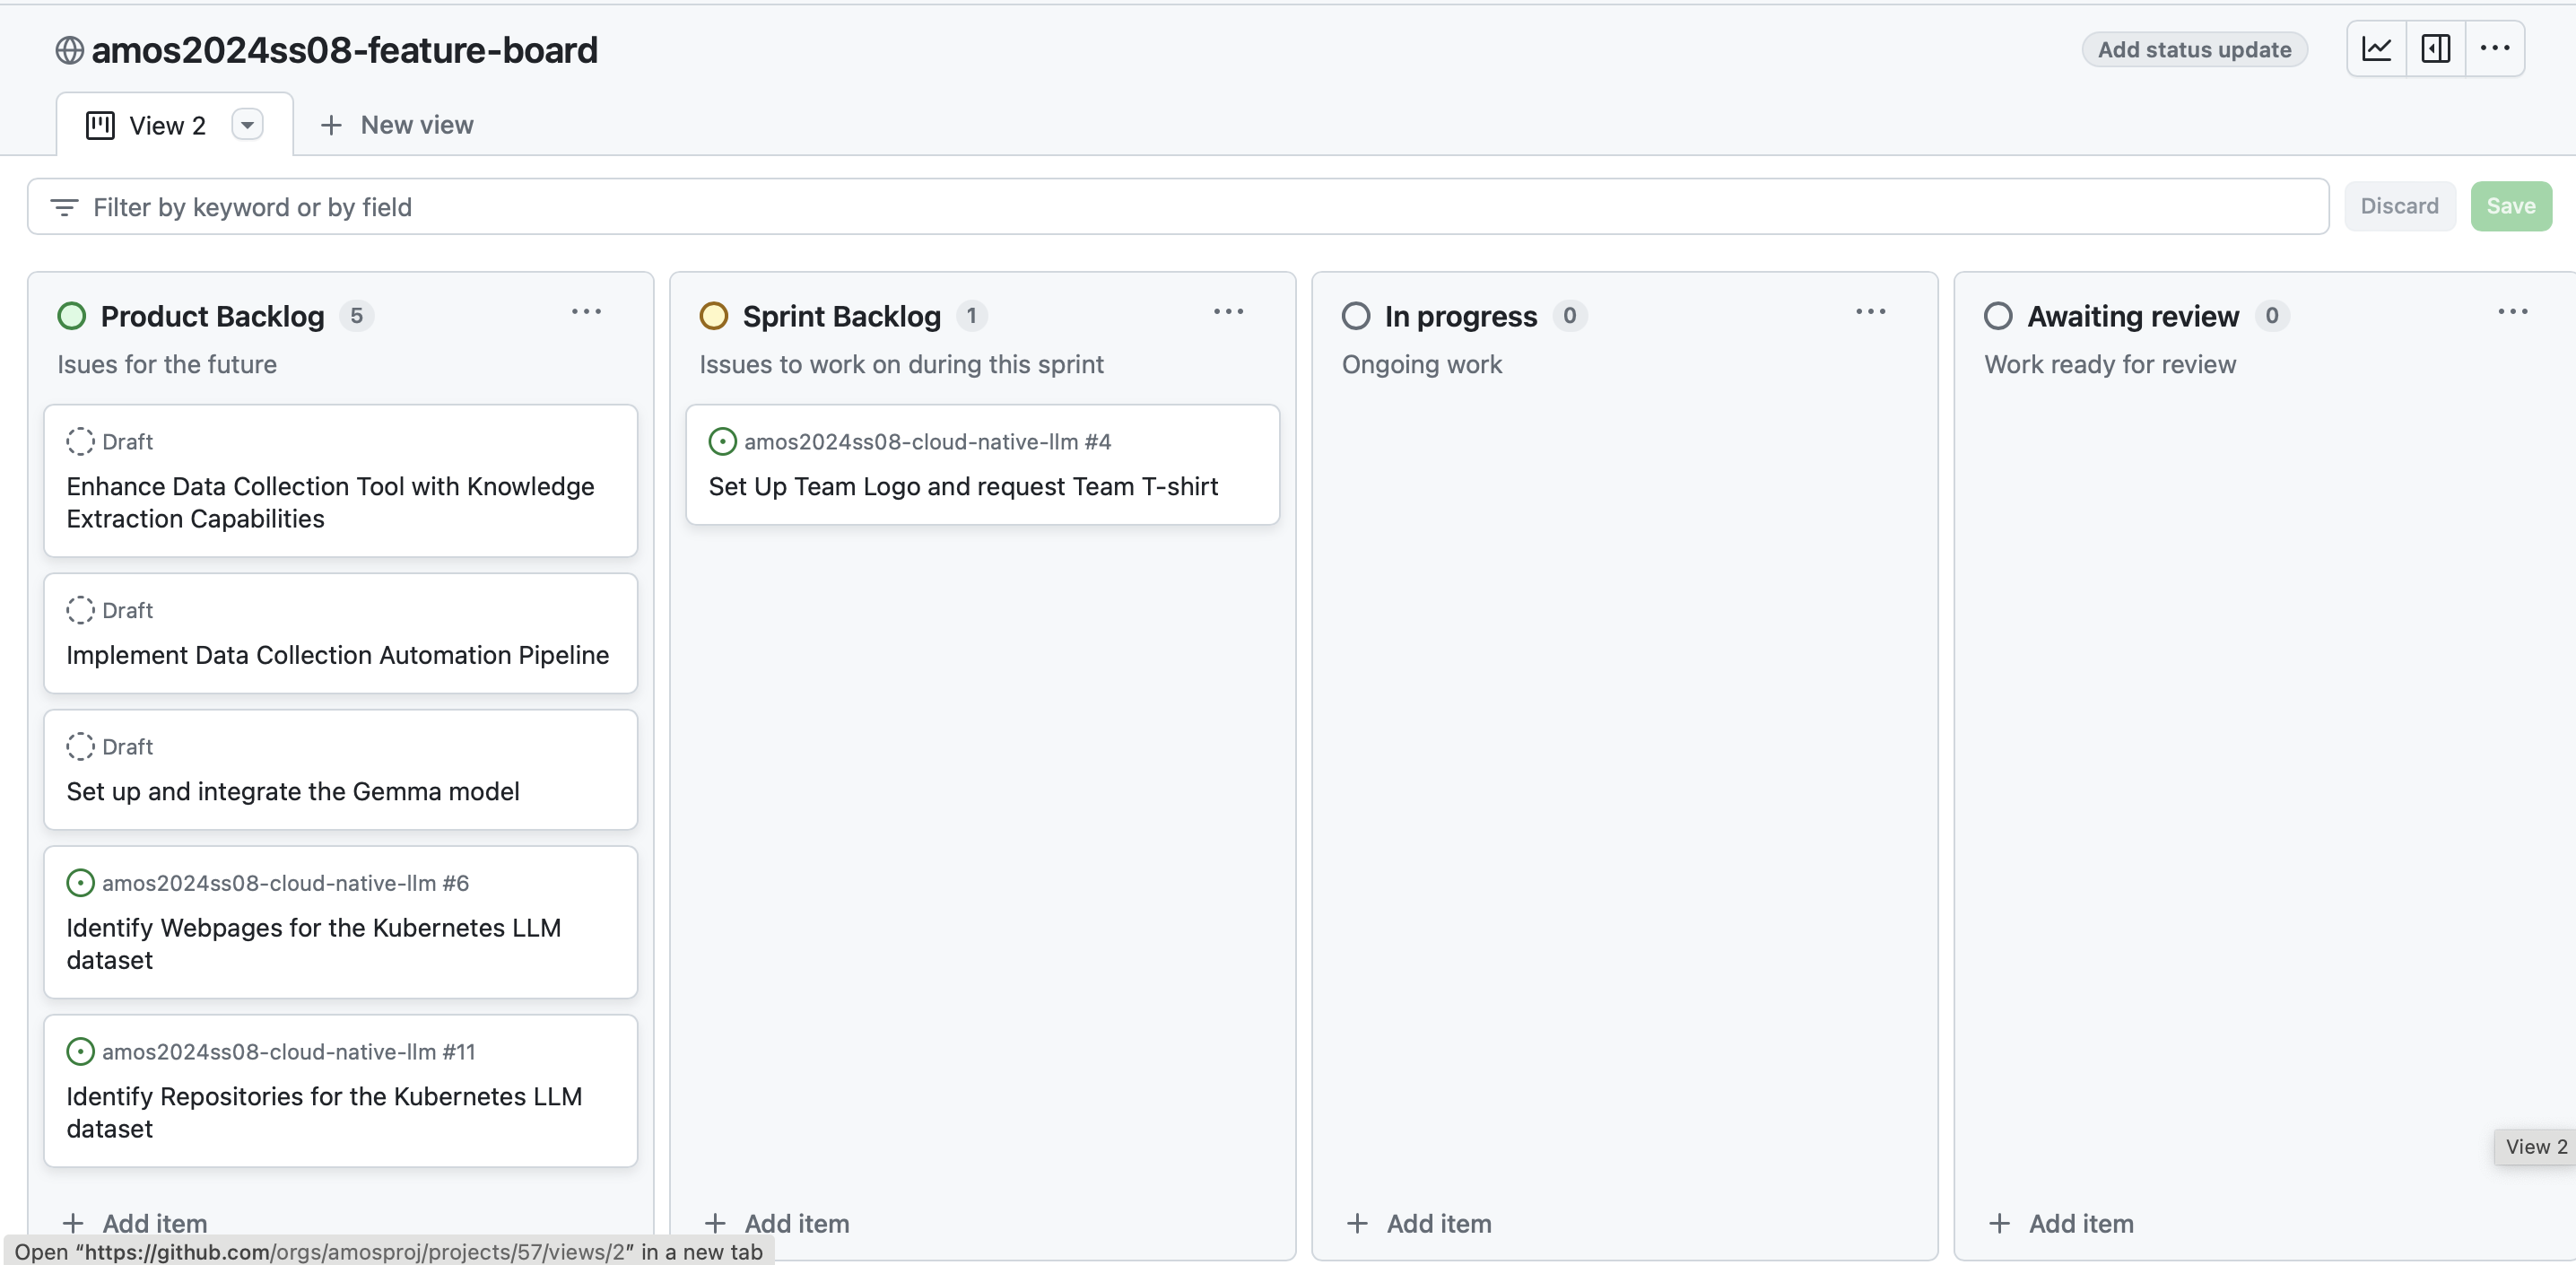 amos2024ss08-feature-board
Add status update
View 2
New view
Filter by keyword or by field
Discard
Save
Product Backlog 5
Isues for the future
Draft
Enhance Data Collection Tool with Knowledge
Extraction Capabilities
Draft
Implement Data Collection Automation Pipeline
Draft
Set up and integrate the Gemma model
amos2024ss08-cloud-native-llm #6
Identify Webpages for the Kubernetes LLM
dataset
amos2024ss08-cloud-native-llm #11
Identify Repositories for the Kubernetes LLM
dataset
Add item
Sprint Backlog 1
Issues to work on during this sprint
amos2024ss08-cloud-native-llm #4
Set Up Team Logo and request Team T-shirt
Add item
In progress 0
Ongoing work
Add item
Awaiting review 0
Work ready for review
Add item
View 2
Open “https://github.com/orgs/amosproj/projects/57/views/2” in a new tab